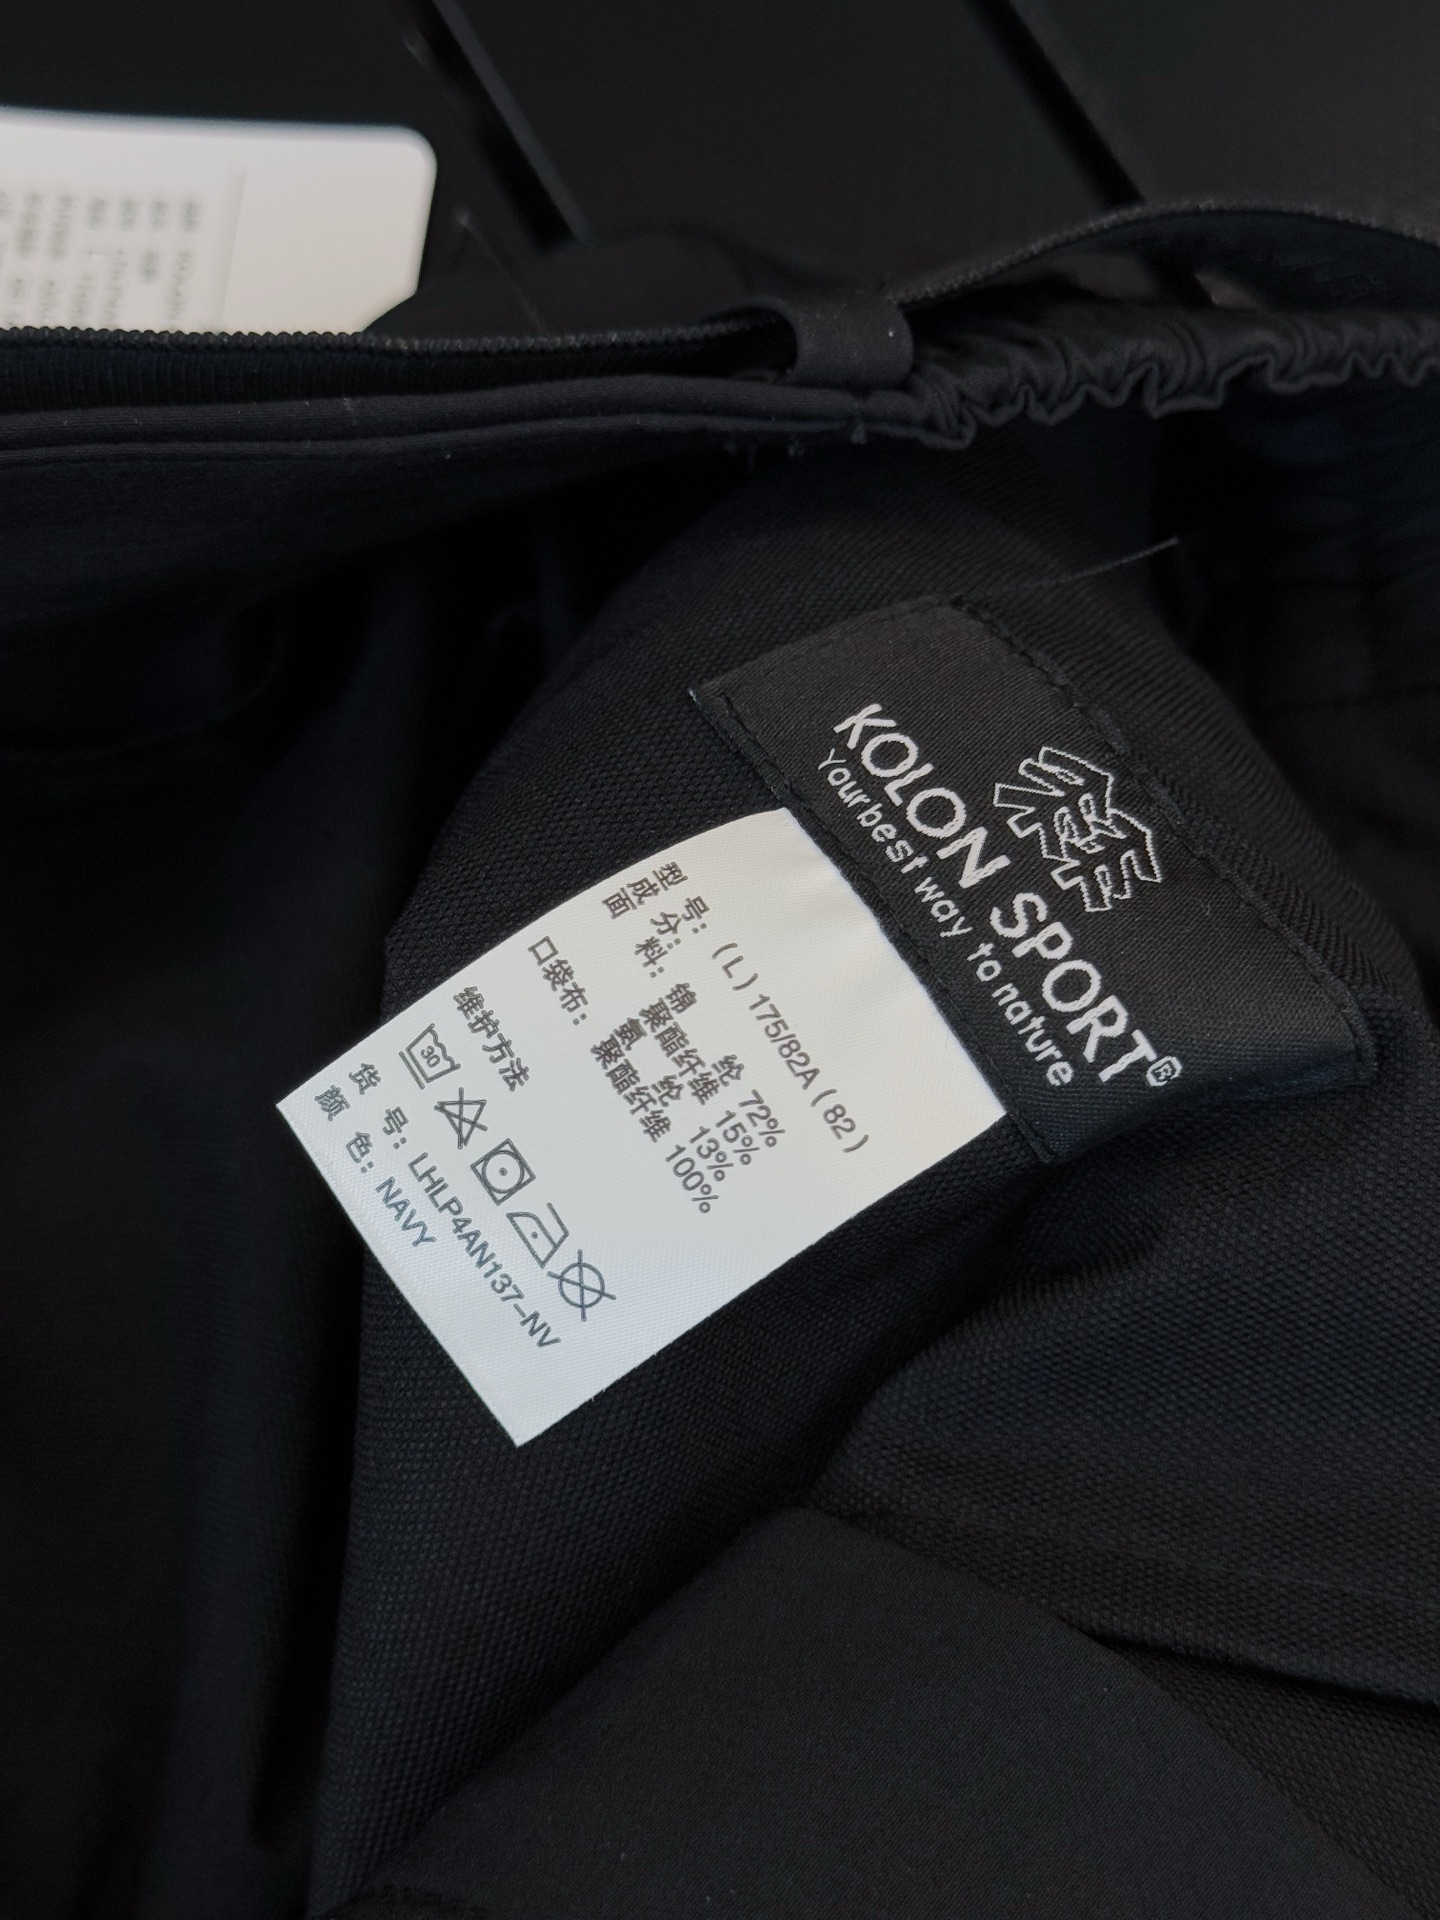 KOLON SPORT®
Your best way to nature
型 号: (L) 175/82A (82)
成 分:
面 料: 锦 纶 72%
聚酯纤维 15%
氨 纶 13%
口袋布: 聚酯纤维 100%
维护方法
30
货 号: LHLP4AN137-NV
颜 色: NAVY